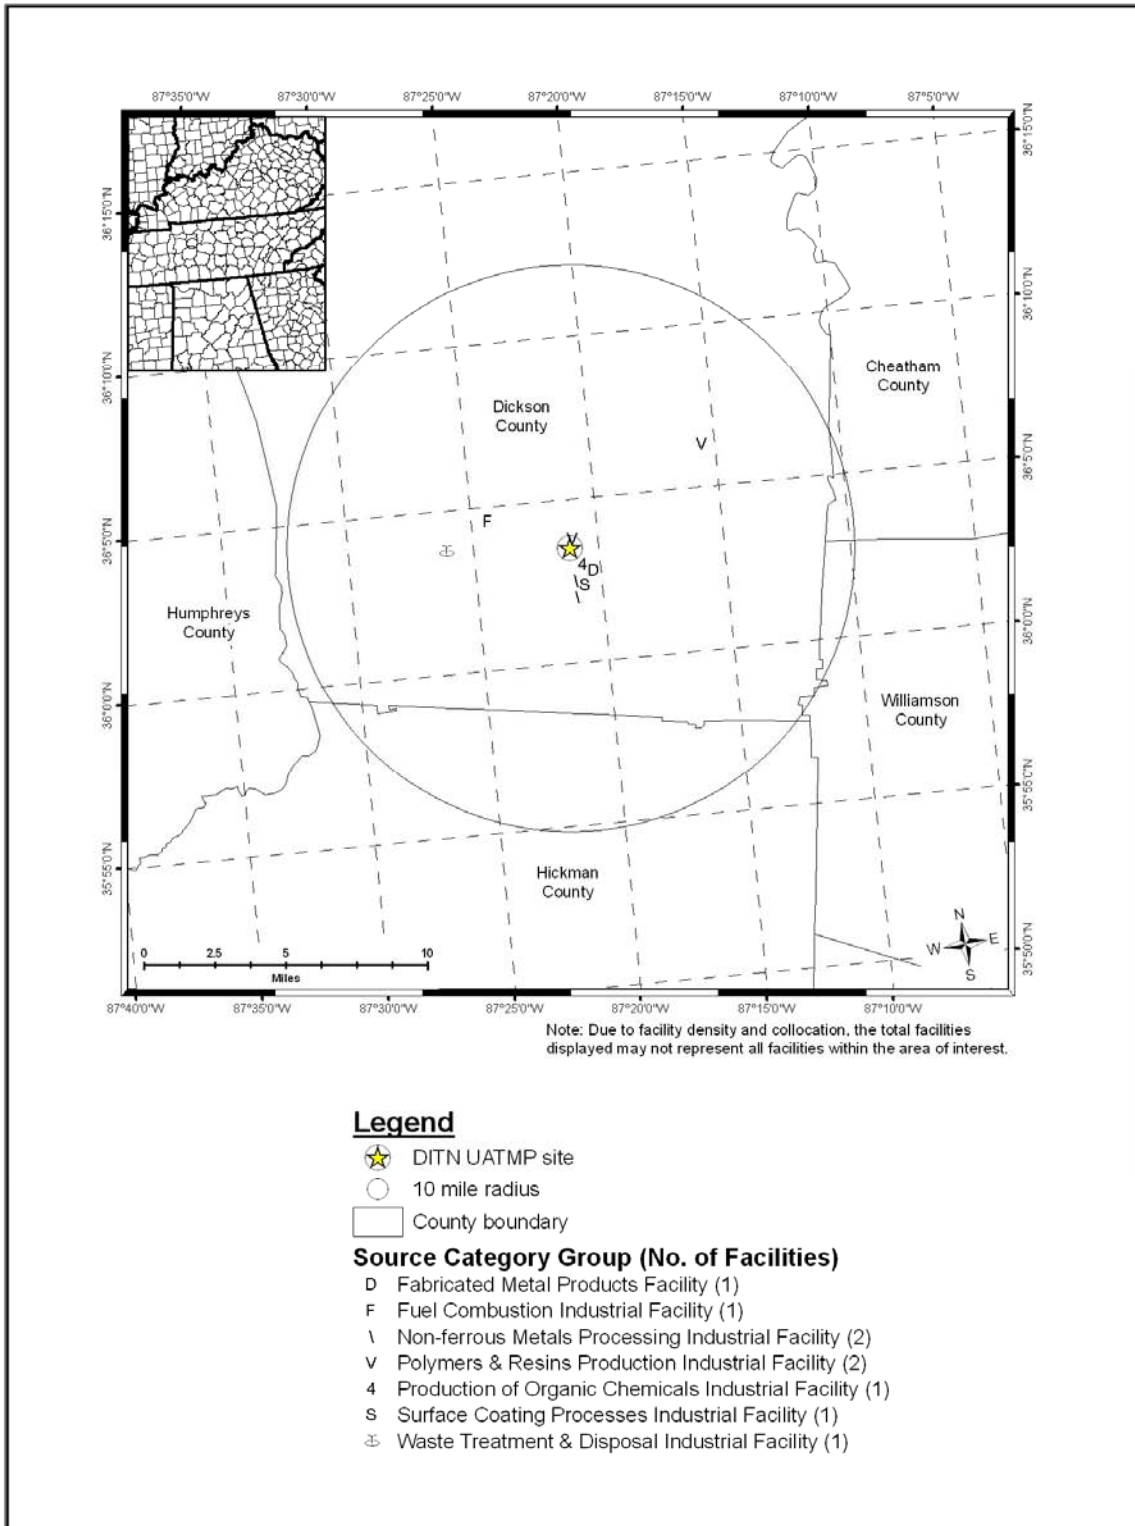 87°35'0"W 87°30'0"W 87°25'0"W 87°20'0"W 87°15'0"W 87°10'0"W 87°5'0"W
36°15'0"N
36°15'0"N
36°10'0"N
36°10'0"N
Cheatham
County
Dickson
County
V
36°5'0"N
F
36°5'0"N
V
4
D
\
S
\
Humphreys
County
36°0'0"N
36°0'0"N
Williamson
County
35°55'0"N
35°55'0"N
Hickman
County
N
W E
S
35°50'0"N
0 2.5 5 10
Miles
87°40'0"W 87°35'0"W 87°30'0"W 87°25'0"W 87°20'0"W 87°15'0"W 87°10'0"W
Note: Due to facility density and collocation, the total facilities
displayed may not represent all facilities within the area of interest.
Legend
DITN UATMP site
10 mile radius
County boundary
Source Category Group (No. of Facilities)
D Fabricated Metal Products Facility (1)
F Fuel Combustion Industrial Facility (1)
\ Non-ferrous Metals Processing Industrial Facility (2)
V Polymers & Resins Production Industrial Facility (2)
4 Production of Organic Chemicals Industrial Facility (1)
S Surface Coating Processes Industrial Facility (1)
Waste Treatment & Disposal Industrial Facility (1)